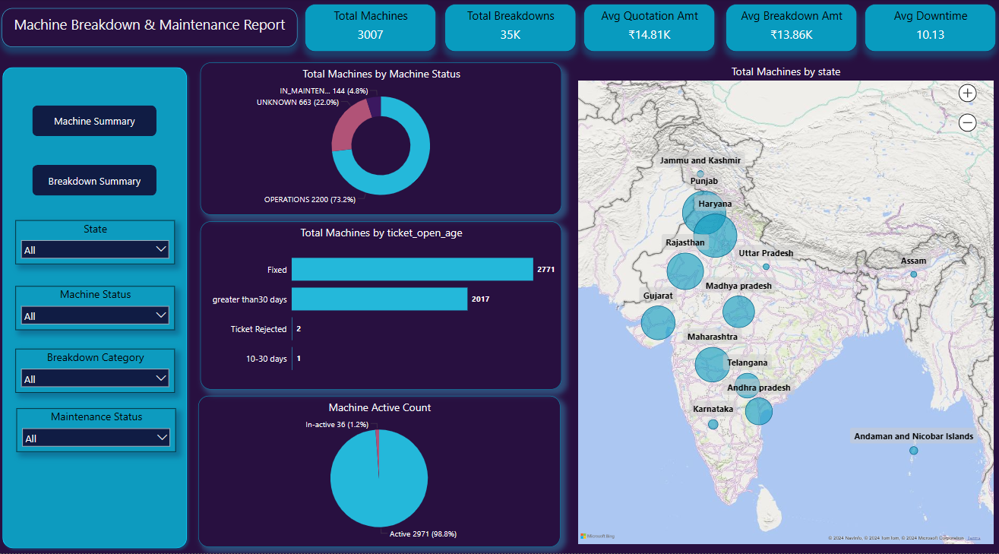 Machine Breakdown & Maintenance Report
Total Machines
3007
Total Breakdowns
35K
Avg Quotation Amt
₹14.81K
Avg Breakdown Amt
₹13.86K
Avg Downtime
10.13
Machine Summary
Breakdown Summary
State
All
Machine Status
All
Breakdown Category
All
Maintenance Status
All
Total Machines by Machine Status
IN_MAINTEN... 144 (4.8%)
UNKNOWN 663 (22.0%)
OPERATIONS 2200 (73.2%)
Total Machines by ticket_open_age
Fixed 2771
greater than30 days 2017
Ticket Rejected 2
10-30 days 1
Machine Active Count
In-active 36 (1.2%)
Active 2971 (98.8%)
Total Machines by state
Jammu and Kashmir
Punjab
Haryana
Rajasthan
Uttar Pradesh
Assam
Madhya pradesh
Gujarat
Maharashtra
Telangana
Andhra pradesh
Karnataka
Andaman and Nicobar Islands
Microsoft Bing
© 2024 NavInfo, © 2024 TomTom, © 2024 Microsoft Corporation Terms